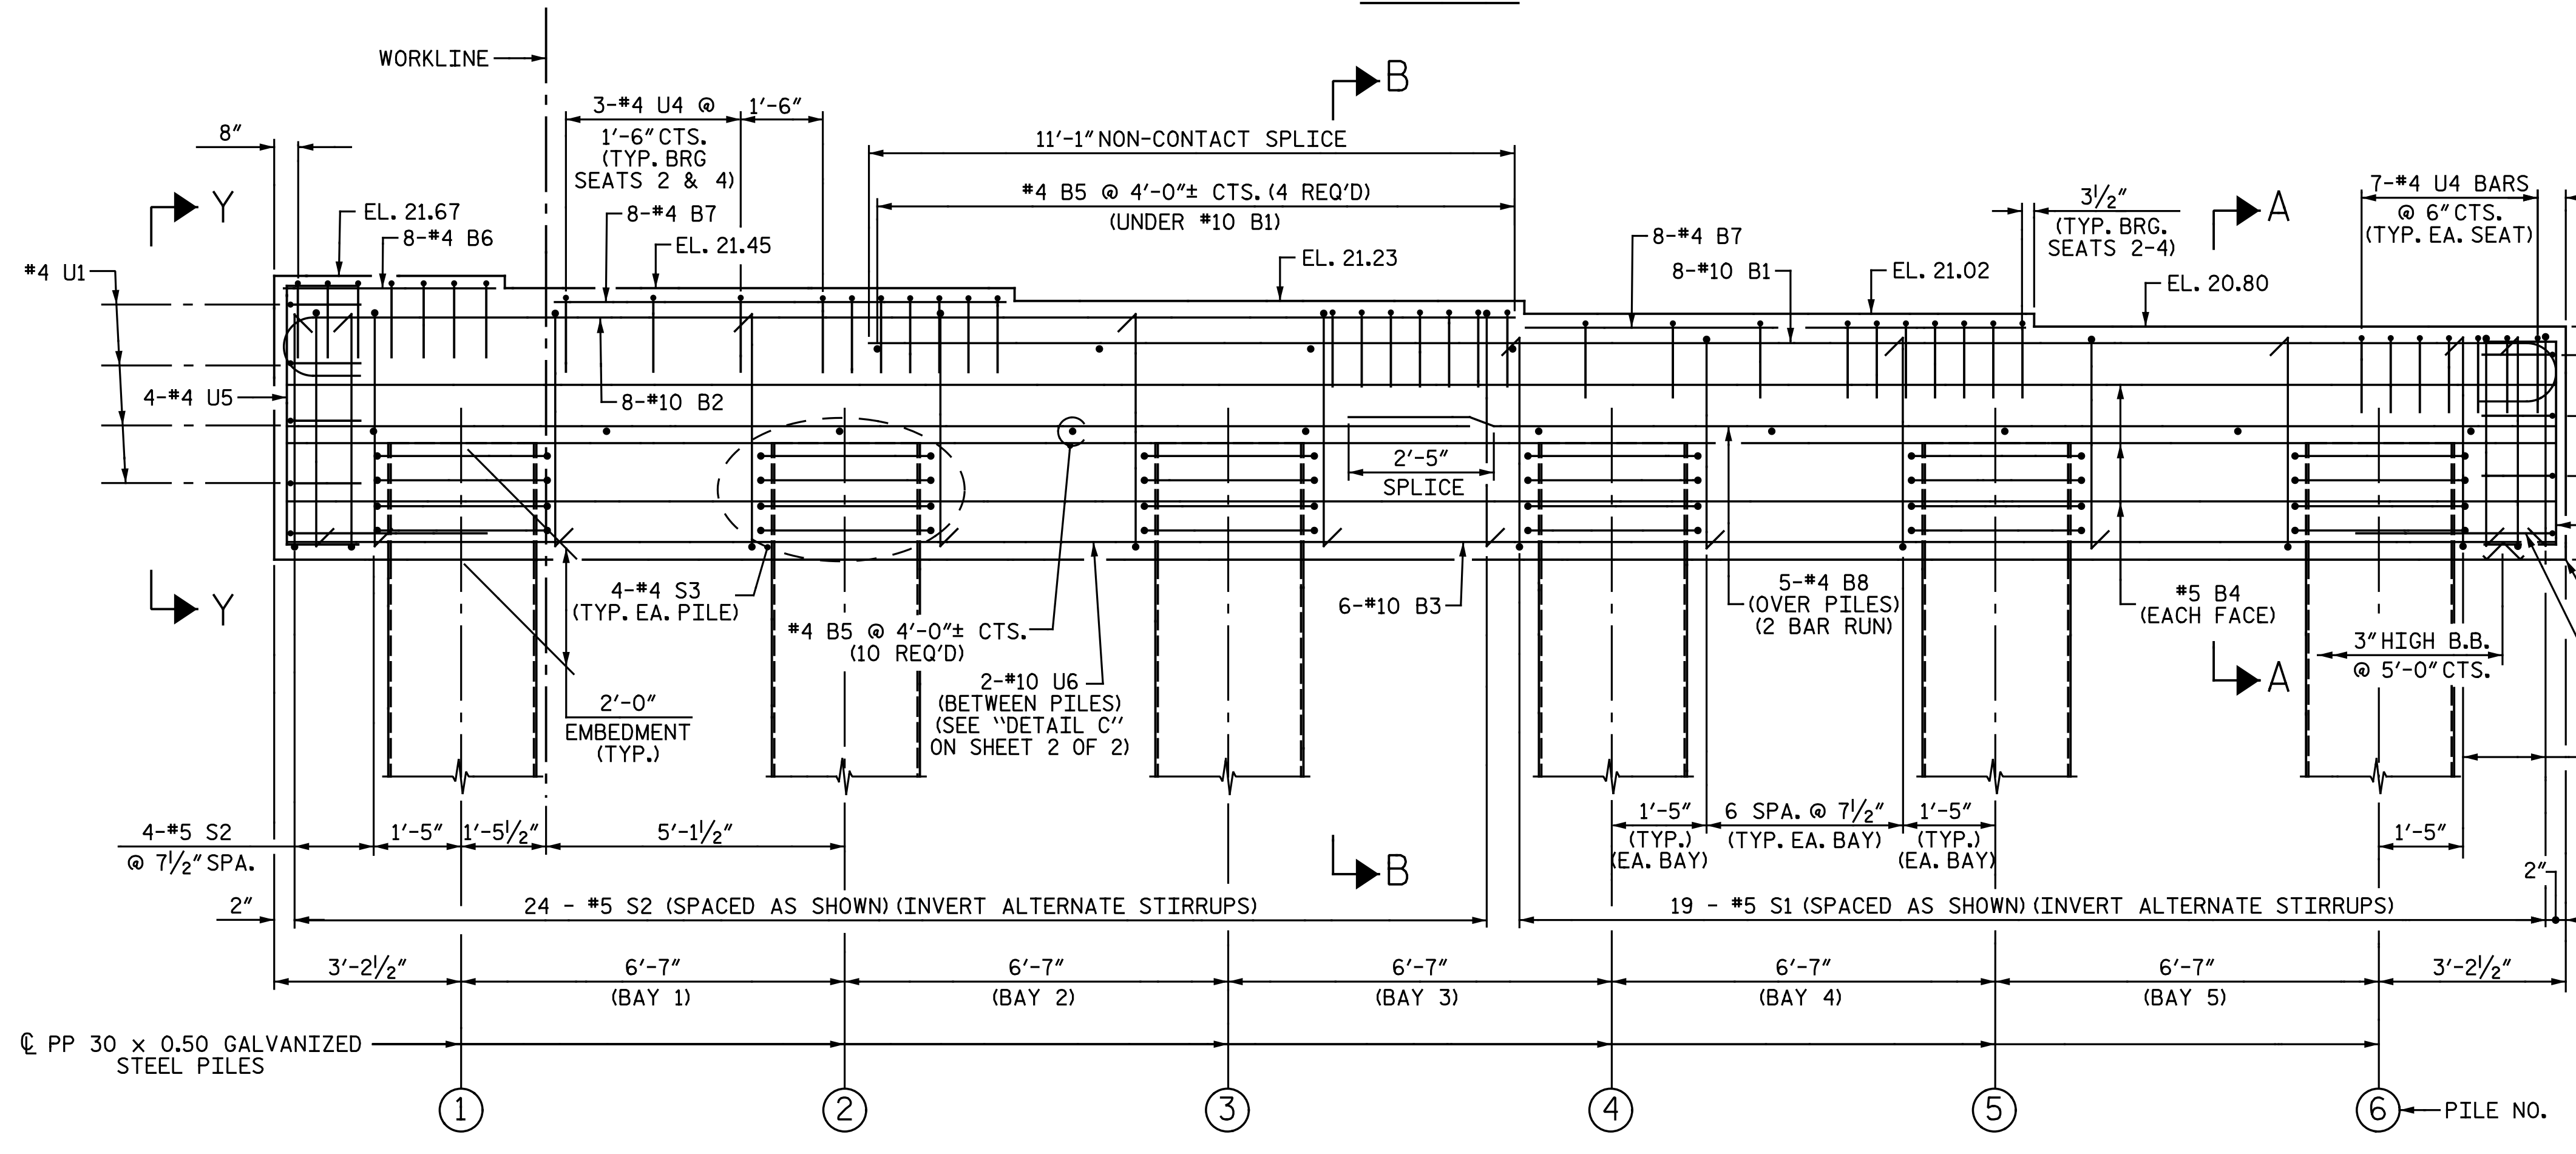 WORKLINE
B
3-#4 U4 @
1'-6" CTS.
(TYP. BRG
SEATS 2 & 4)
1'-6"
8"
11'-1" NON-CONTACT SPLICE
#4 B5 @ 4'-0"± CTS. (4 REQ'D)
(UNDER #10 B1)
3½"
(TYP. BRG.
SEATS 2-4)
A
7-#4 U4 BARS
@ 6" CTS.
(TYP. EA. SEAT)
Y
EL. 21.67
8-#4 B6
8-#4 B7
EL. 21.45
EL. 21.23
8-#4 B7
8-#10 B1
EL. 21.02
EL. 20.80
#4 U1
4-#4 U5
8-#10 B2
2'-5"
SPLICE
Y
4-#4 S3
(TYP. EA. PILE)
#4 B5 @ 4'-0"± CTS.
(10 REQ'D)
6-#10 B3
5-#4 B8
(OVER PILES)
(2 BAR RUN)
#5 B4
(EACH FACE)
3" HIGH B.B.
@ 5'-0" CTS.
A
2'-0"
EMBEDMENT
(TYP.)
2-#10 U6
(BETWEEN PILES)
(SEE "DETAIL C"
ON SHEET 2 OF 2)
4-#5 S2
@ 7½" SPA.
1'-5"
1'-5½"
5'-1½"
1'-5"
(TYP.)
(EA. BAY)
6 SPA. @ 7½"
(TYP. EA. BAY)
1'-5"
(TYP.)
(EA. BAY)
1'-5"
B
2"
24 - #5 S2 (SPACED AS SHOWN) (INVERT ALTERNATE STIRRUPS)
19 - #5 S1 (SPACED AS SHOWN) (INVERT ALTERNATE STIRRUPS)
2"
3'-2½"
6'-7"
(BAY 1)
6'-7"
(BAY 2)
6'-7"
(BAY 3)
6'-7"
(BAY 4)
6'-7"
(BAY 5)
3'-2½"
℄ PP 30 x 0.50 GALVANIZED
STEEL PILES
1
2
3
4
5
6
PILE NO.